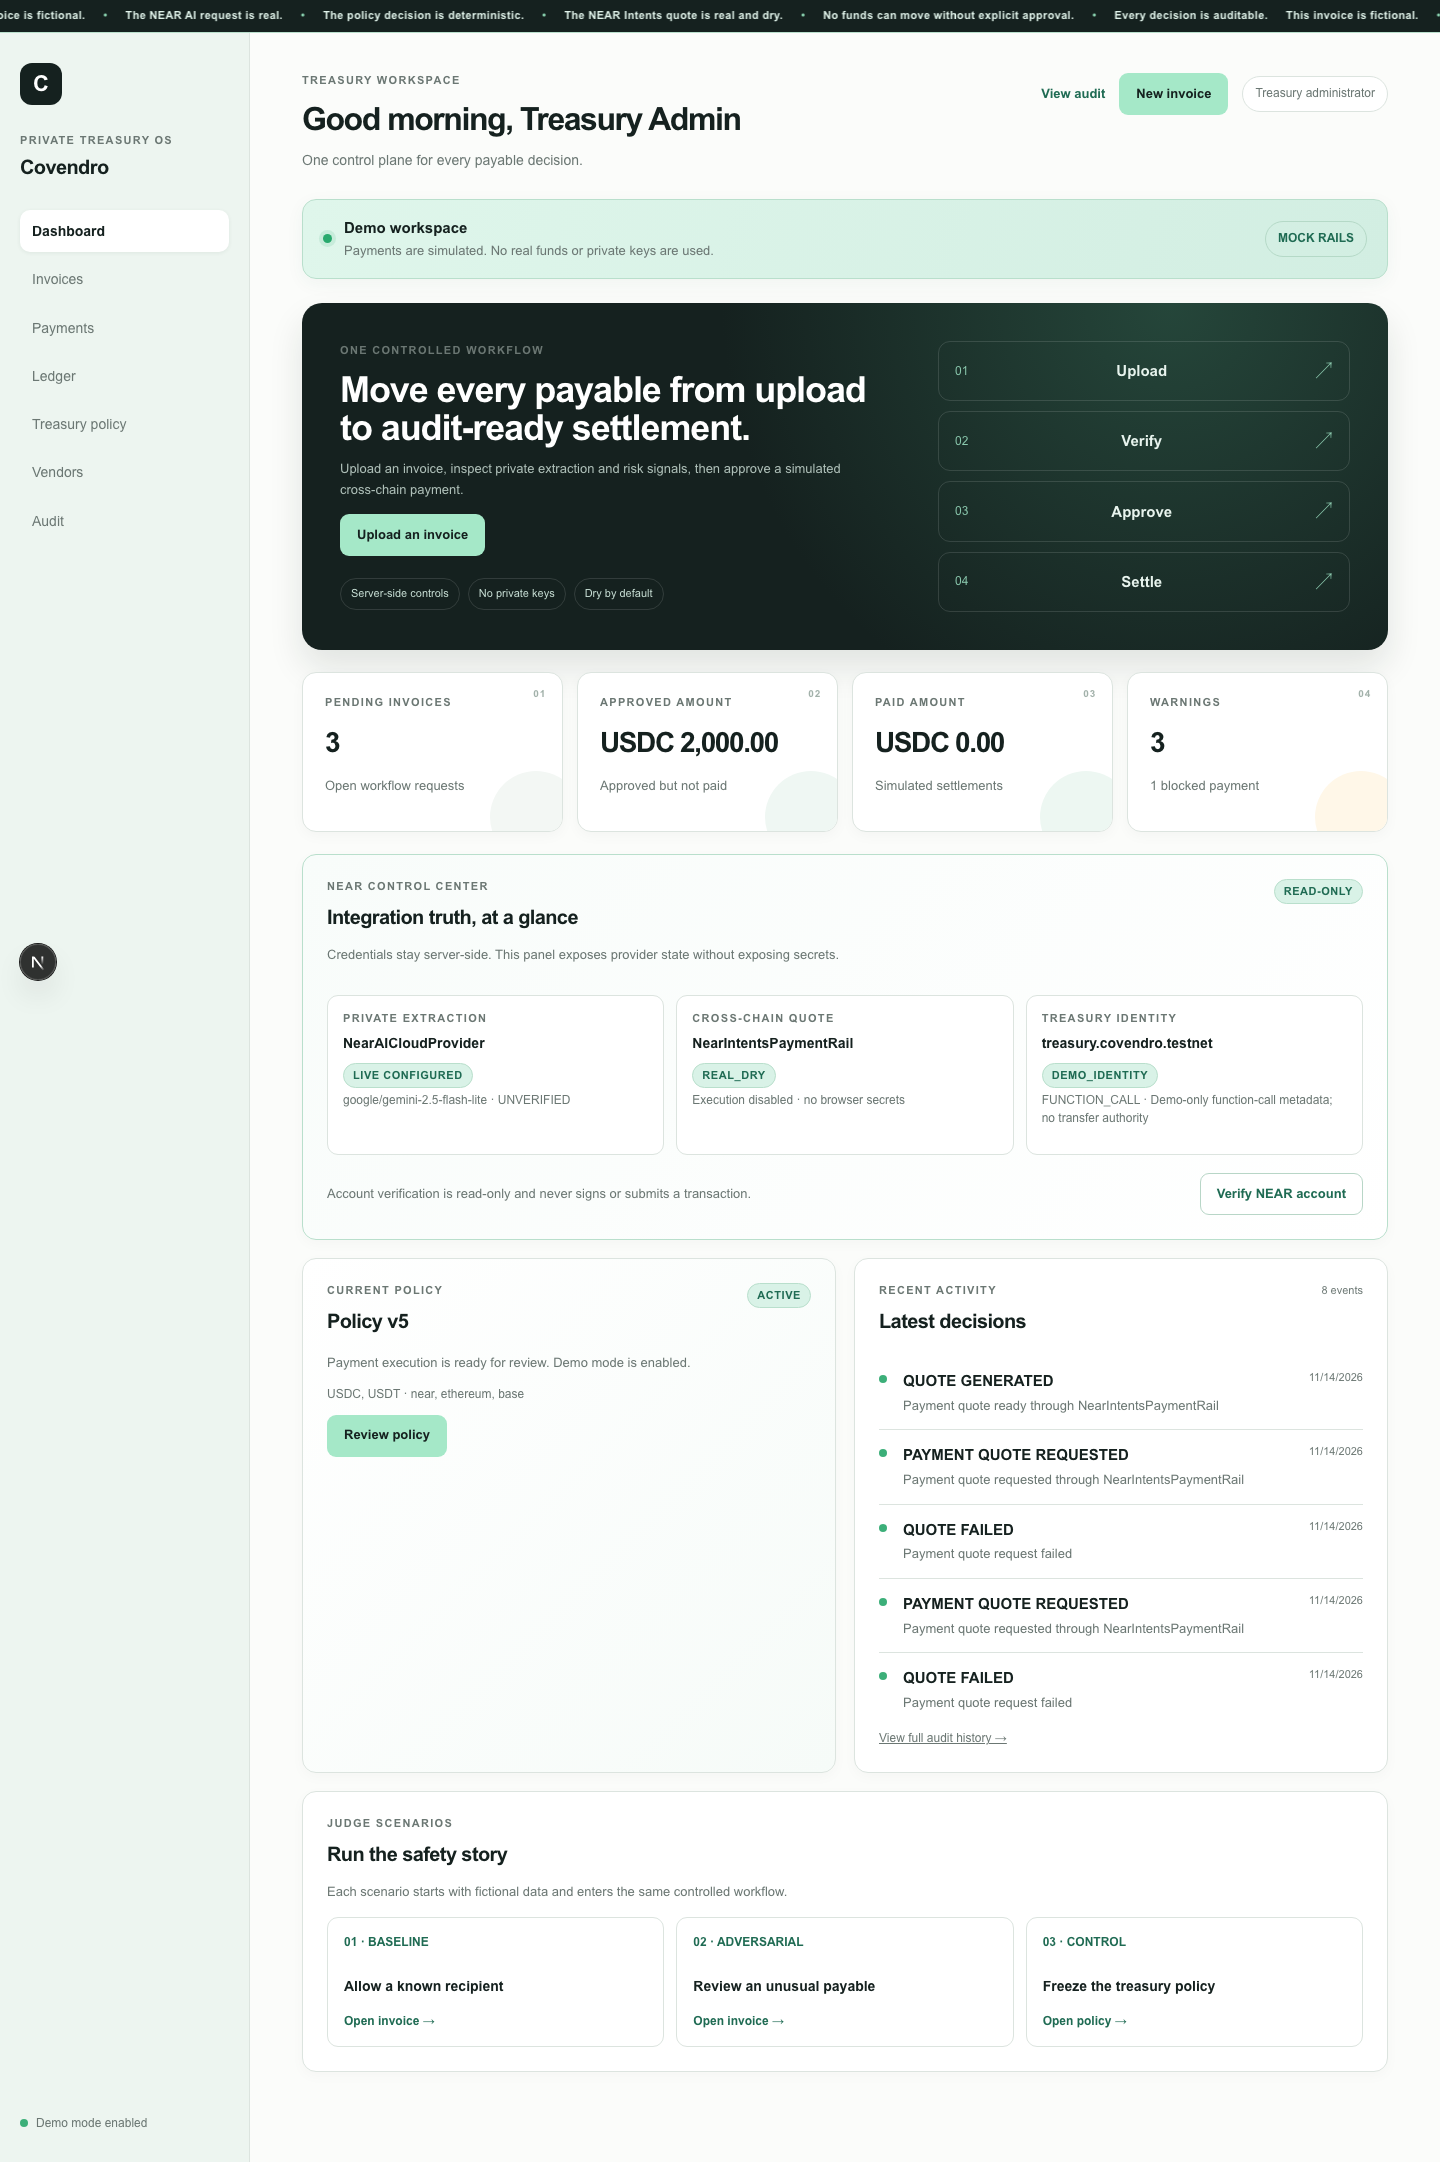 oice is fictional. • The NEAR AI request is real. • The policy decision is deterministic. • The NEAR Intents quote is real and dry. • No funds can move without explicit approval. • Every decision is auditable. This invoice is fictional. •
C
PRIVATE TREASURY OS
Covendro
Dashboard
Invoices
Payments
Ledger
Treasury policy
Vendors
Audit
N
Demo mode enabled
TREASURY WORKSPACE
Good morning, Treasury Admin
One control plane for every payable decision.
View audit
New invoice
Treasury administrator
Demo workspace
Payments are simulated. No real funds or private keys are used.
MOCK RAILS
ONE CONTROLLED WORKFLOW
Move every payable from upload
to audit-ready settlement.
Upload an invoice, inspect private extraction and risk signals, then approve a simulated
cross-chain payment.
Upload an invoice
Server-side controls
No private keys
Dry by default
01 Upload ↗
02 Verify ↗
03 Approve ↗
04 Settle ↗
PENDING INVOICES 01
3
Open workflow requests
APPROVED AMOUNT 02
USDC 2,000.00
Approved but not paid
PAID AMOUNT 03
USDC 0.00
Simulated settlements
WARNINGS 04
3
1 blocked payment
NEAR CONTROL CENTER
READ-ONLY
Integration truth, at a glance
Credentials stay server-side. This panel exposes provider state without exposing secrets.
PRIVATE EXTRACTION
NearAICloudProvider
LIVE CONFIGURED
google/gemini-2.5-flash-lite · UNVERIFIED
CROSS-CHAIN QUOTE
NearIntentsPaymentRail
REAL_DRY
Execution disabled · no browser secrets
TREASURY IDENTITY
treasury.covendro.testnet
DEMO_IDENTITY
FUNCTION_CALL · Demo-only function-call metadata;
no transfer authority
Account verification is read-only and never signs or submits a transaction.
Verify NEAR account
CURRENT POLICY
ACTIVE
Policy v5
Payment execution is ready for review. Demo mode is enabled.
USDC, USDT · near, ethereum, base
Review policy
RECENT ACTIVITY
8 events
Latest decisions
QUOTE GENERATED 11/14/2026
Payment quote ready through NearIntentsPaymentRail
PAYMENT QUOTE REQUESTED 11/14/2026
Payment quote requested through NearIntentsPaymentRail
QUOTE FAILED 11/14/2026
Payment quote request failed
PAYMENT QUOTE REQUESTED 11/14/2026
Payment quote requested through NearIntentsPaymentRail
QUOTE FAILED 11/14/2026
Payment quote request failed
View full audit history →
JUDGE SCENARIOS
Run the safety story
Each scenario starts with fictional data and enters the same controlled workflow.
01 · BASELINE
Allow a known recipient
Open invoice →
02 · ADVERSARIAL
Review an unusual payable
Open invoice →
03 · CONTROL
Freeze the treasury policy
Open policy →